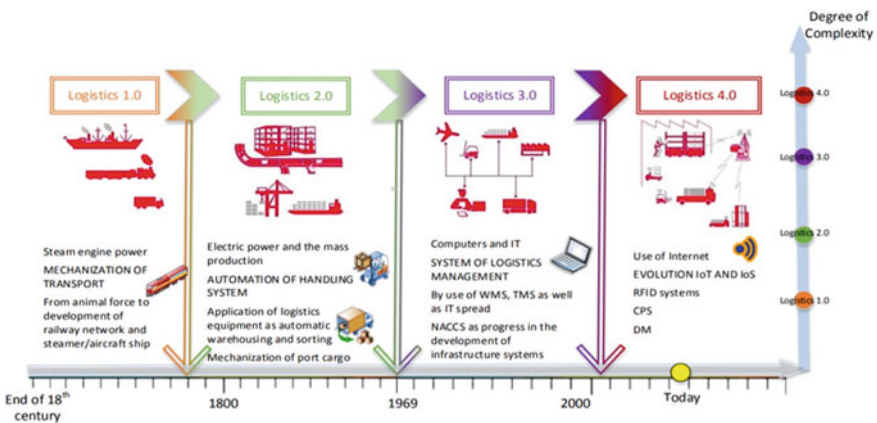 Degree of
Complexity
Logistics 1.0
Logistics 2.0
Logistics 3.0
Logistics 4.0
Logistics 4.0
Logistics 3.0
Logistics 2.0
Logistics 1.0
Steam engine power
MECHANIZATION OF
TRANSPORT
From animal force to
development of
railway network and
steamer/aircraft ship
Electric power and the mass
production
AUTOMATION OF HANDLING
SYSTEM
Application of logistics
equipment as automatic
warehousing and sorting
Mechanization of port cargo
Computers and IT
SYSTEM OF LOGISTICS
MANAGEMENT
By use of WMS, TMS as well
as IT spread
NACCS as progress in the
development of
infrastructure systems
Use of Internet
EVOLUTION IoT AND IoS
RFID systems
CPS
DM
End of 18th
century
1800
1969
2000
Today